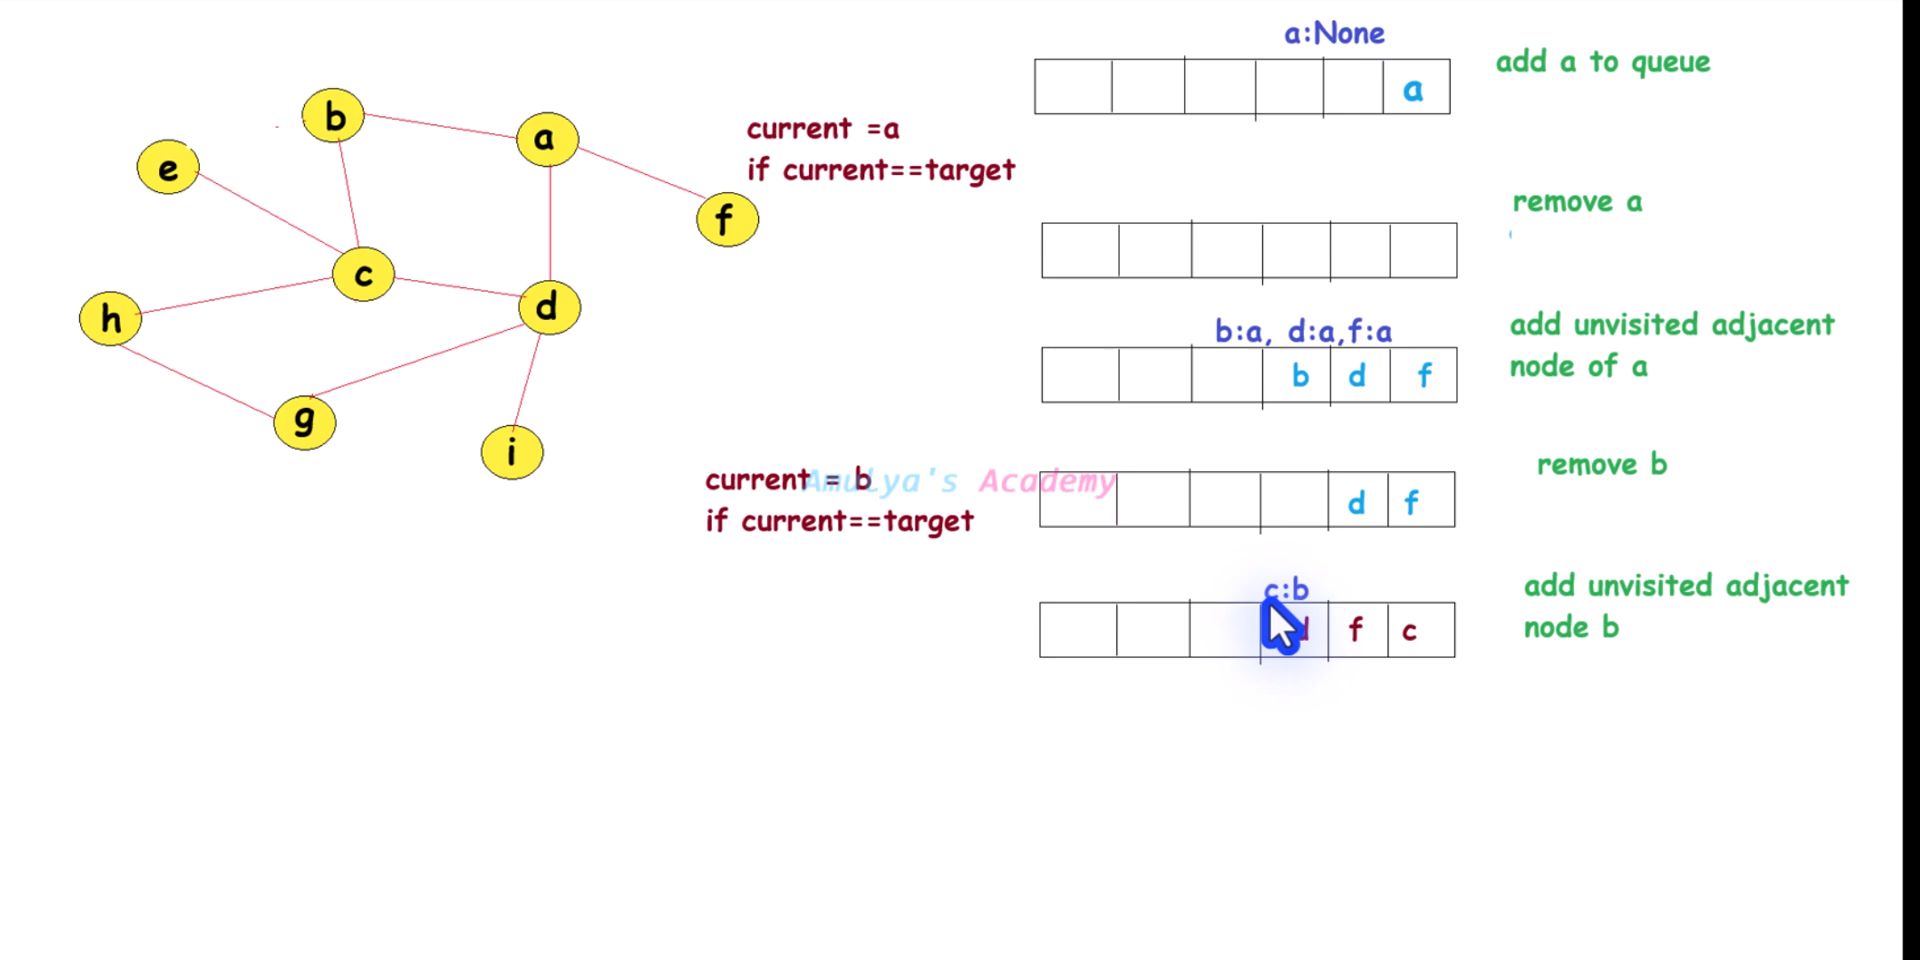 b
a
e
f
c
d
h
g
i
current =a
if current==target
a:None
a
add a to queue
remove a
b:a, d:a,f:a
b d f
add unvisited adjacent
node of a
current = b
if current==target
Amulya's Academy
d f
remove b
c:b
d f c
add unvisited adjacent
node b